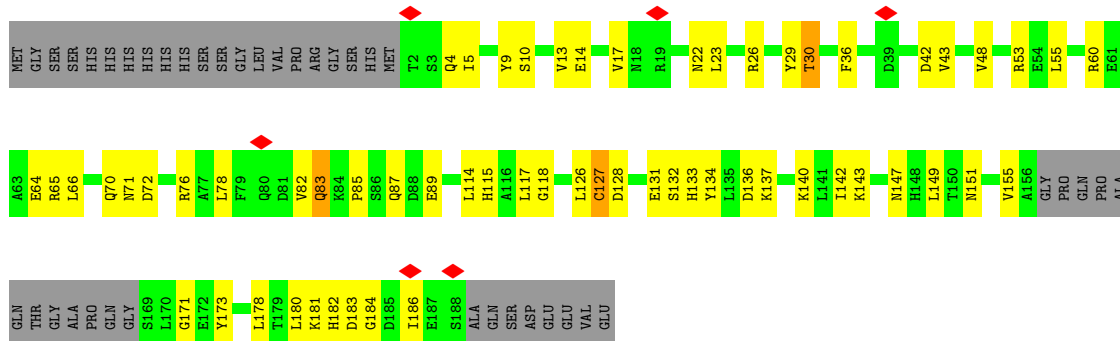 MET GLY SER SER HIS HIS HIS HIS HIS HIS SER SER GLY LEU VAL PRO ARG GLY SER HIS MET T2 S3 Q4 I5 Y9 S10 V13 E14 V17 N18 R19 N22 L23 R26 Y29 T30 F36 D39 D42 V43 V48 R53 E54 L55 R60 E61
A63 E64 R65 L66 Q70 N71 D72 R76 A77 L78 F79 Q80 D81 V82 Q83 K84 P85 S86 Q87 D88 E89 L114 H115 A116 L117 G118 L126 C127 D128 E131 S132 H133 Y134 L135 D136 K137 K140 L141 I142 K143 N147 H148 L149 T150 N151 V155 A156 GLY PRO GLN PRO ALA
GLN THR GLY ALA PRO GLN GLY S169 L170 G171 E172 Y173 L178 T179 L180 K181 H182 D183 G184 D185 I186 E187 S188 ALA GLN SER ASP GLU GLU VAL GLU